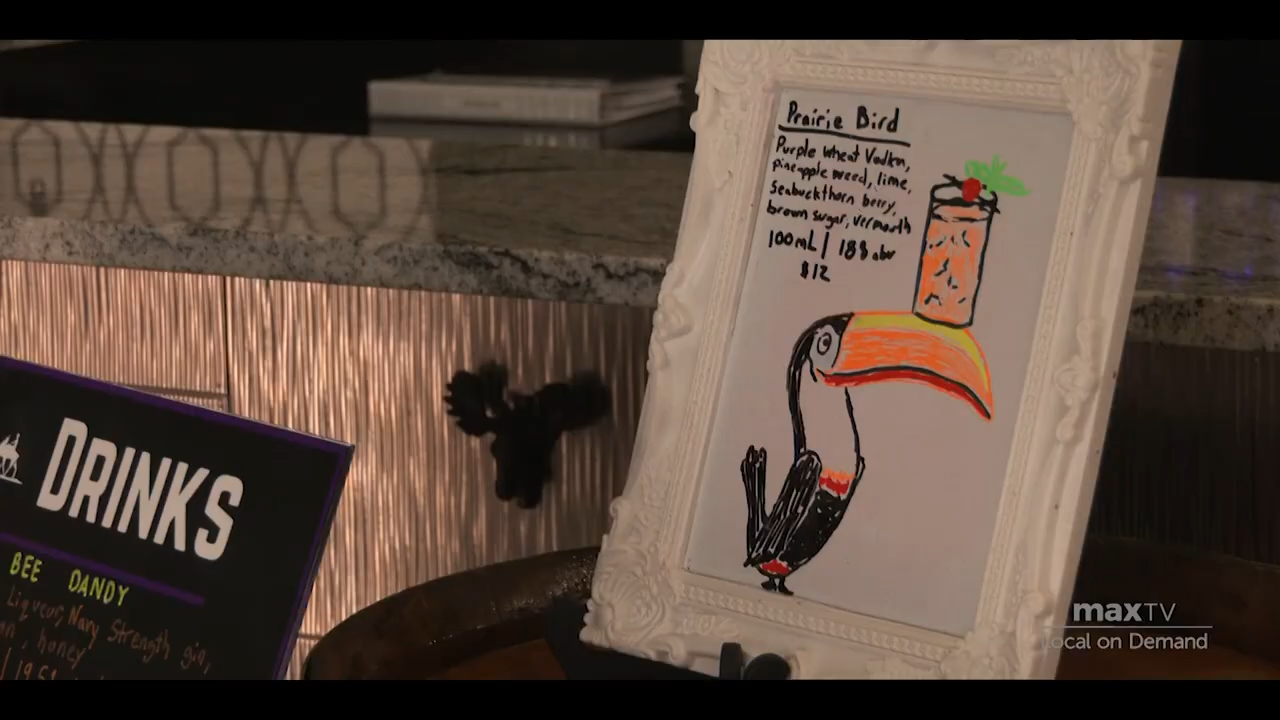 Prairie Bird
Purple wheat Vodka,
pineapple weed, lime,
Seabuckthorn berry,
brown sugar, vermouth
100mL | 18% abv
$12
DRINKS
BEE DANDY
Liqueur, Navy Strength gin,
honey
maxTV
Local on Demand